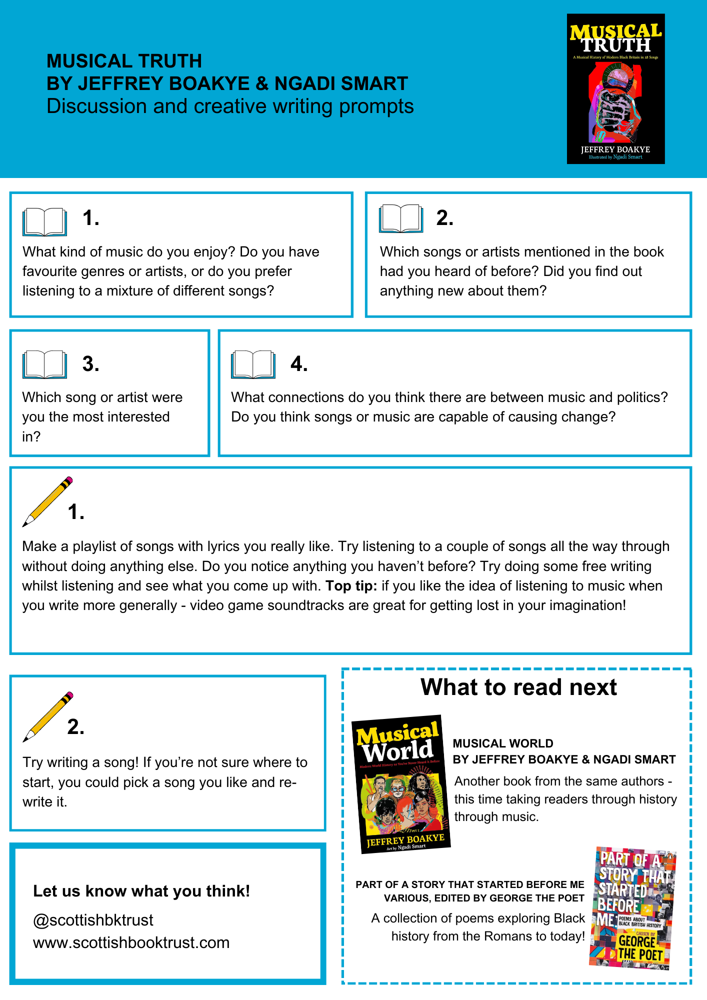 MUSICAL TRUTH
BY JEFFREY BOAKYE & NGADI SMART
Discussion and creative writing prompts
MUSICAL
TRUTH
A Musical History of Modern Black Britain in 28 Songs
JEFFREY BOAKYE
Illustrated by Ngadi Smart
1.
What kind of music do you enjoy? Do you have
favourite genres or artists, or do you prefer
listening to a mixture of different songs?
2.
Which songs or artists mentioned in the book
had you heard of before? Did you find out
anything new about them?
3.
Which song or artist were
you the most interested
in?
4.
What connections do you think there are between music and politics?
Do you think songs or music are capable of causing change?
1.
Make a playlist of songs with lyrics you really like. Try listening to a couple of songs all the way through
without doing anything else. Do you notice anything you haven’t before? Try doing some free writing
whilst listening and see what you come up with. Top tip: if you like the idea of listening to music when
you write more generally - video game soundtracks are great for getting lost in your imagination!
2.
Try writing a song! If you’re not sure where to
start, you could pick a song you like and re-
write it.
Let us know what you think!
@scottishbktrust
www.scottishbooktrust.com
What to read next
Musical
World
Modern World History as You've Never Heard it Before
JEFFREY BOAKYE
Art by Ngadi Smart
MUSICAL WORLD
BY JEFFREY BOAKYE & NGADI SMART
Another book from the same authors -
this time taking readers through history
through music.
PART OF A STORY THAT STARTED BEFORE ME
VARIOUS, EDITED BY GEORGE THE POET
A collection of poems exploring Black
history from the Romans to today!
PART OF A
STORY THAT
STARTED
BEFORE
ME
POEMS ABOUT
BLACK BRITISH HISTORY
CHOSEN BY
GEORGE
THE POET